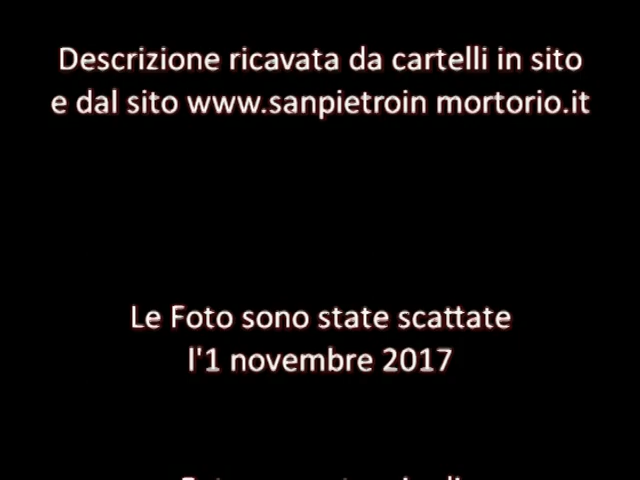 Descrizione ricavata da cartelli in sito
e dal sito www.sanpietroin mortorio.it
Le Foto sono state scattate
l'1 novembre 2017